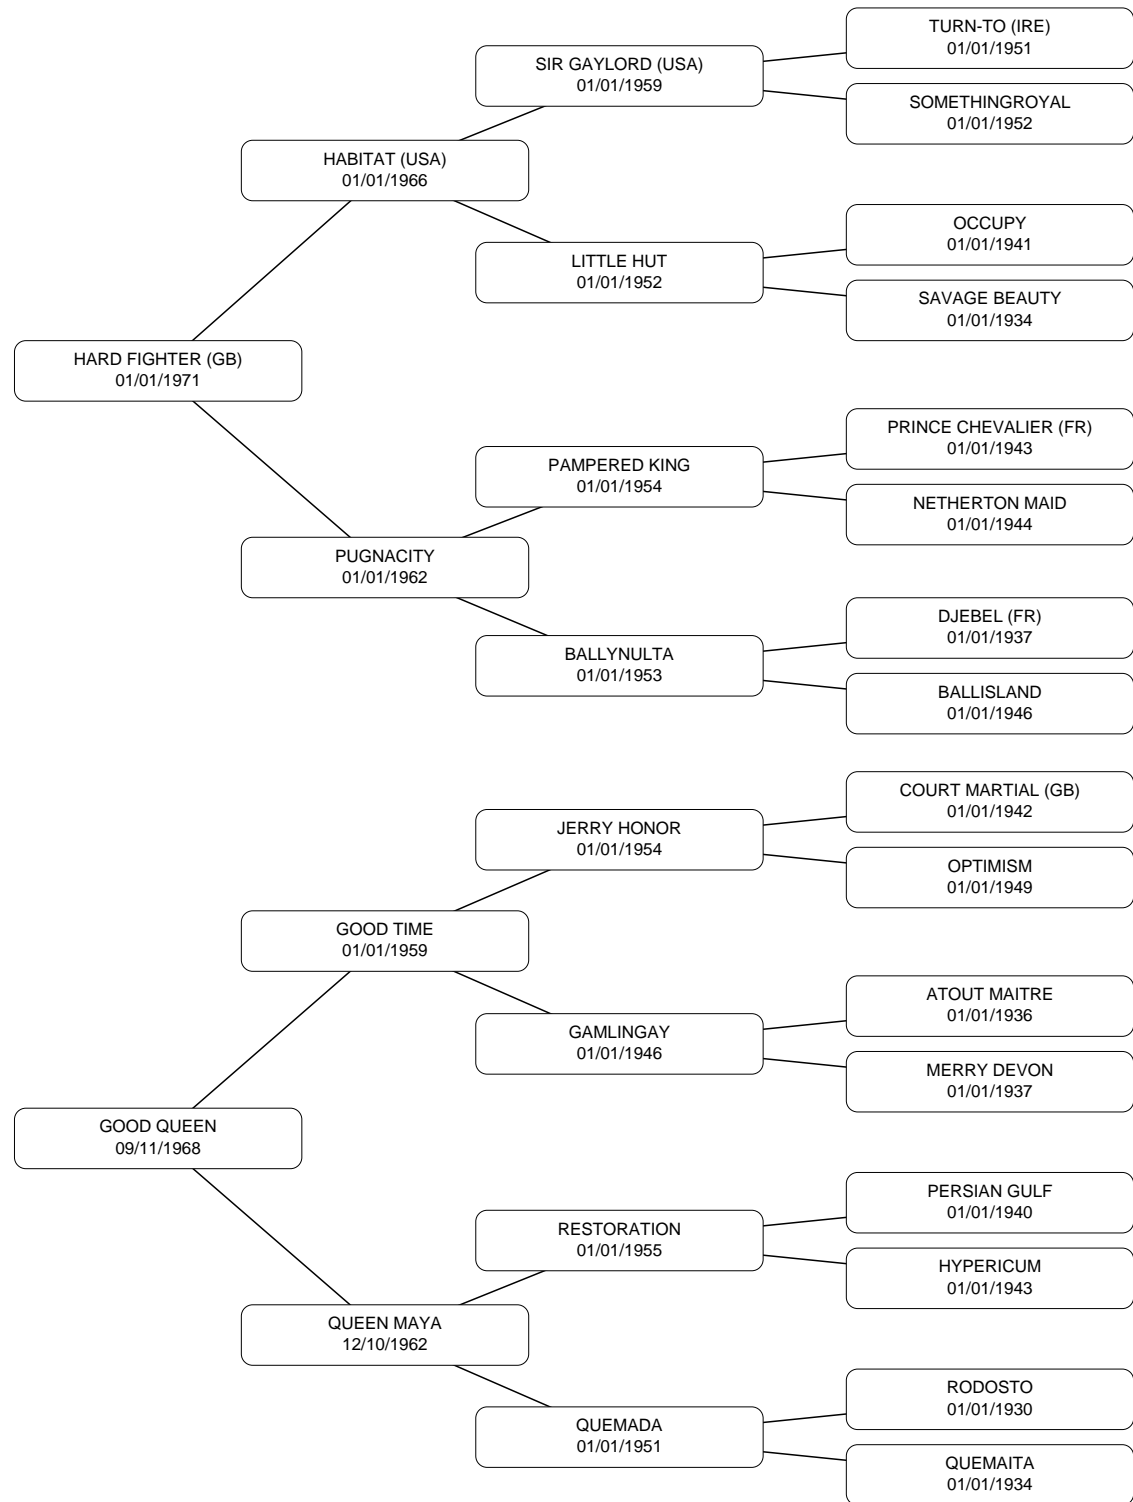 TURN-TO (IRE)
01/01/1951
SIR GAYLORD (USA)
01/01/1959
SOMETHINGROYAL
01/01/1952
HABITAT (USA)
01/01/1966
OCCUPY
01/01/1941
LITTLE HUT
01/01/1952
SAVAGE BEAUTY
01/01/1934
HARD FIGHTER (GB)
01/01/1971
PRINCE CHEVALIER (FR)
01/01/1943
PAMPERED KING
01/01/1954
NETHERTON MAID
01/01/1944
PUGNACITY
01/01/1962
DJEBEL (FR)
01/01/1937
BALLYNULTA
01/01/1953
BALLISLAND
01/01/1946
COURT MARTIAL (GB)
01/01/1942
JERRY HONOR
01/01/1954
OPTIMISM
01/01/1949
GOOD TIME
01/01/1959
ATOUT MAITRE
01/01/1936
GAMLINGAY
01/01/1946
MERRY DEVON
01/01/1937
GOOD QUEEN
09/11/1968
PERSIAN GULF
01/01/1940
RESTORATION
01/01/1955
HYPERICUM
01/01/1943
QUEEN MAYA
12/10/1962
RODOSTO
01/01/1930
QUEMADA
01/01/1951
QUEMAITA
01/01/1934